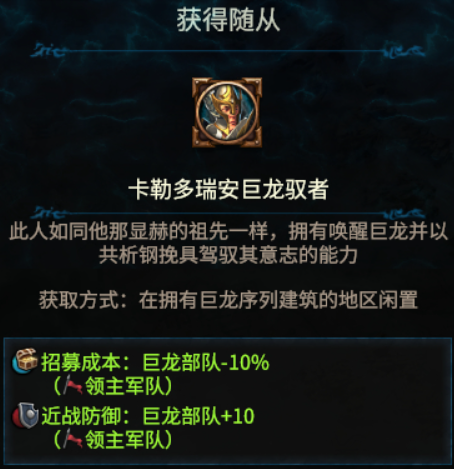 获得随从
卡勒多瑞安巨龙驭者
此人如同他那显赫的祖先一样，拥有唤醒巨龙并以
共析钢挽具驾驭其意志的能力
获取方式：在拥有巨龙序列建筑的地区闲置
招募成本：巨龙部队-10%
（领主军队）
近战防御：巨龙部队+10
（领主军队）